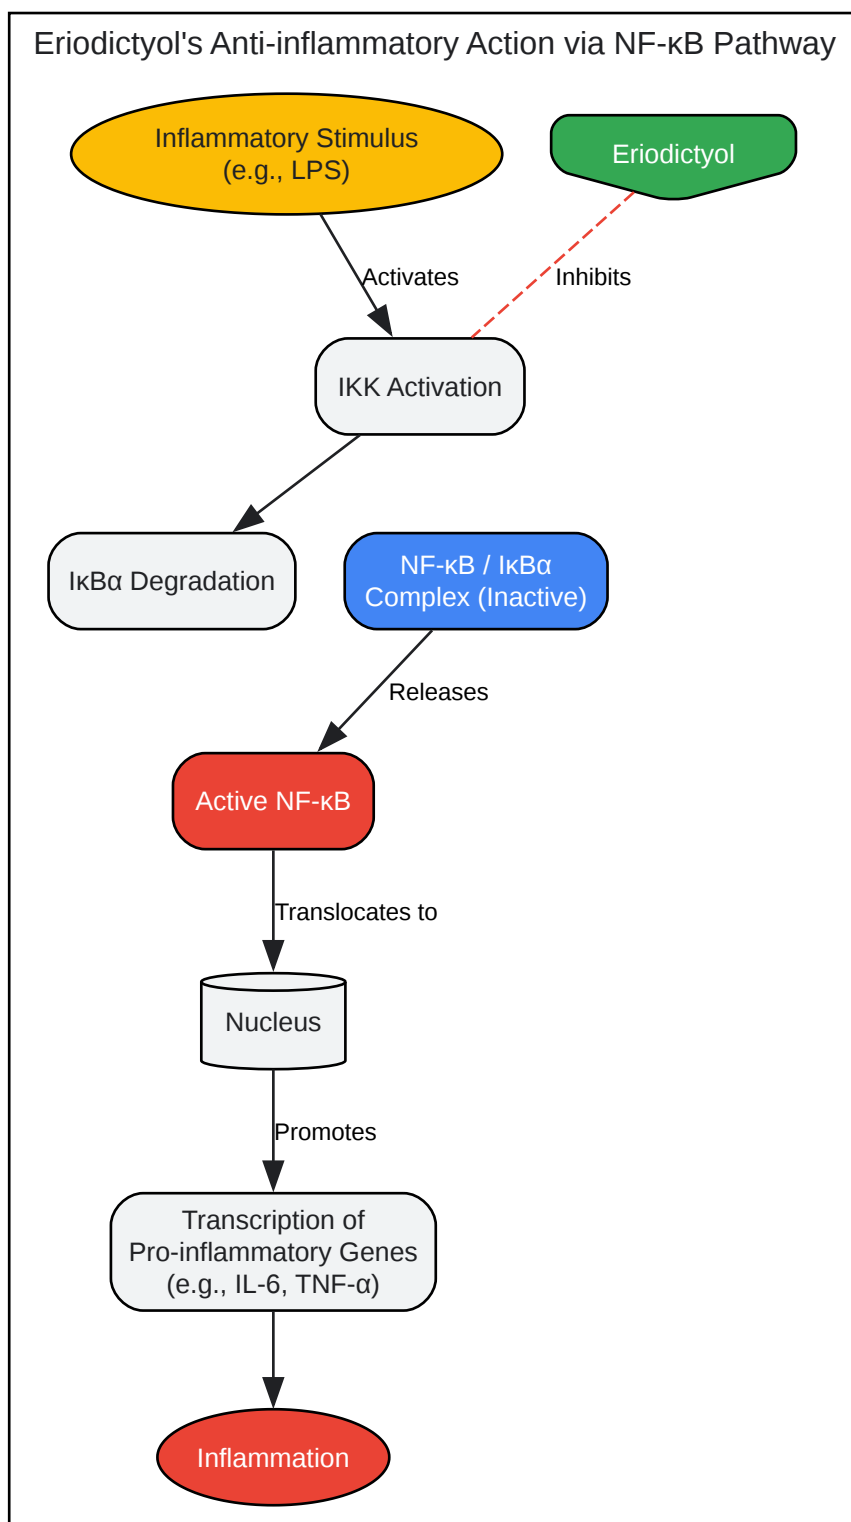 Eriodictyol's Anti-inflammatory Action via NF-κB Pathway
Inflammatory Stimulus
(e.g., LPS)
Eriodictyol
Activates
Inhibits
IKK Activation
IκBα Degradation
NF-κB / IκBα
Complex (Inactive)
Releases
Active NF-κB
Translocates to
Nucleus
Promotes
Transcription of
Pro-inflammatory Genes
(e.g., IL-6, TNF-α)
Inflammation